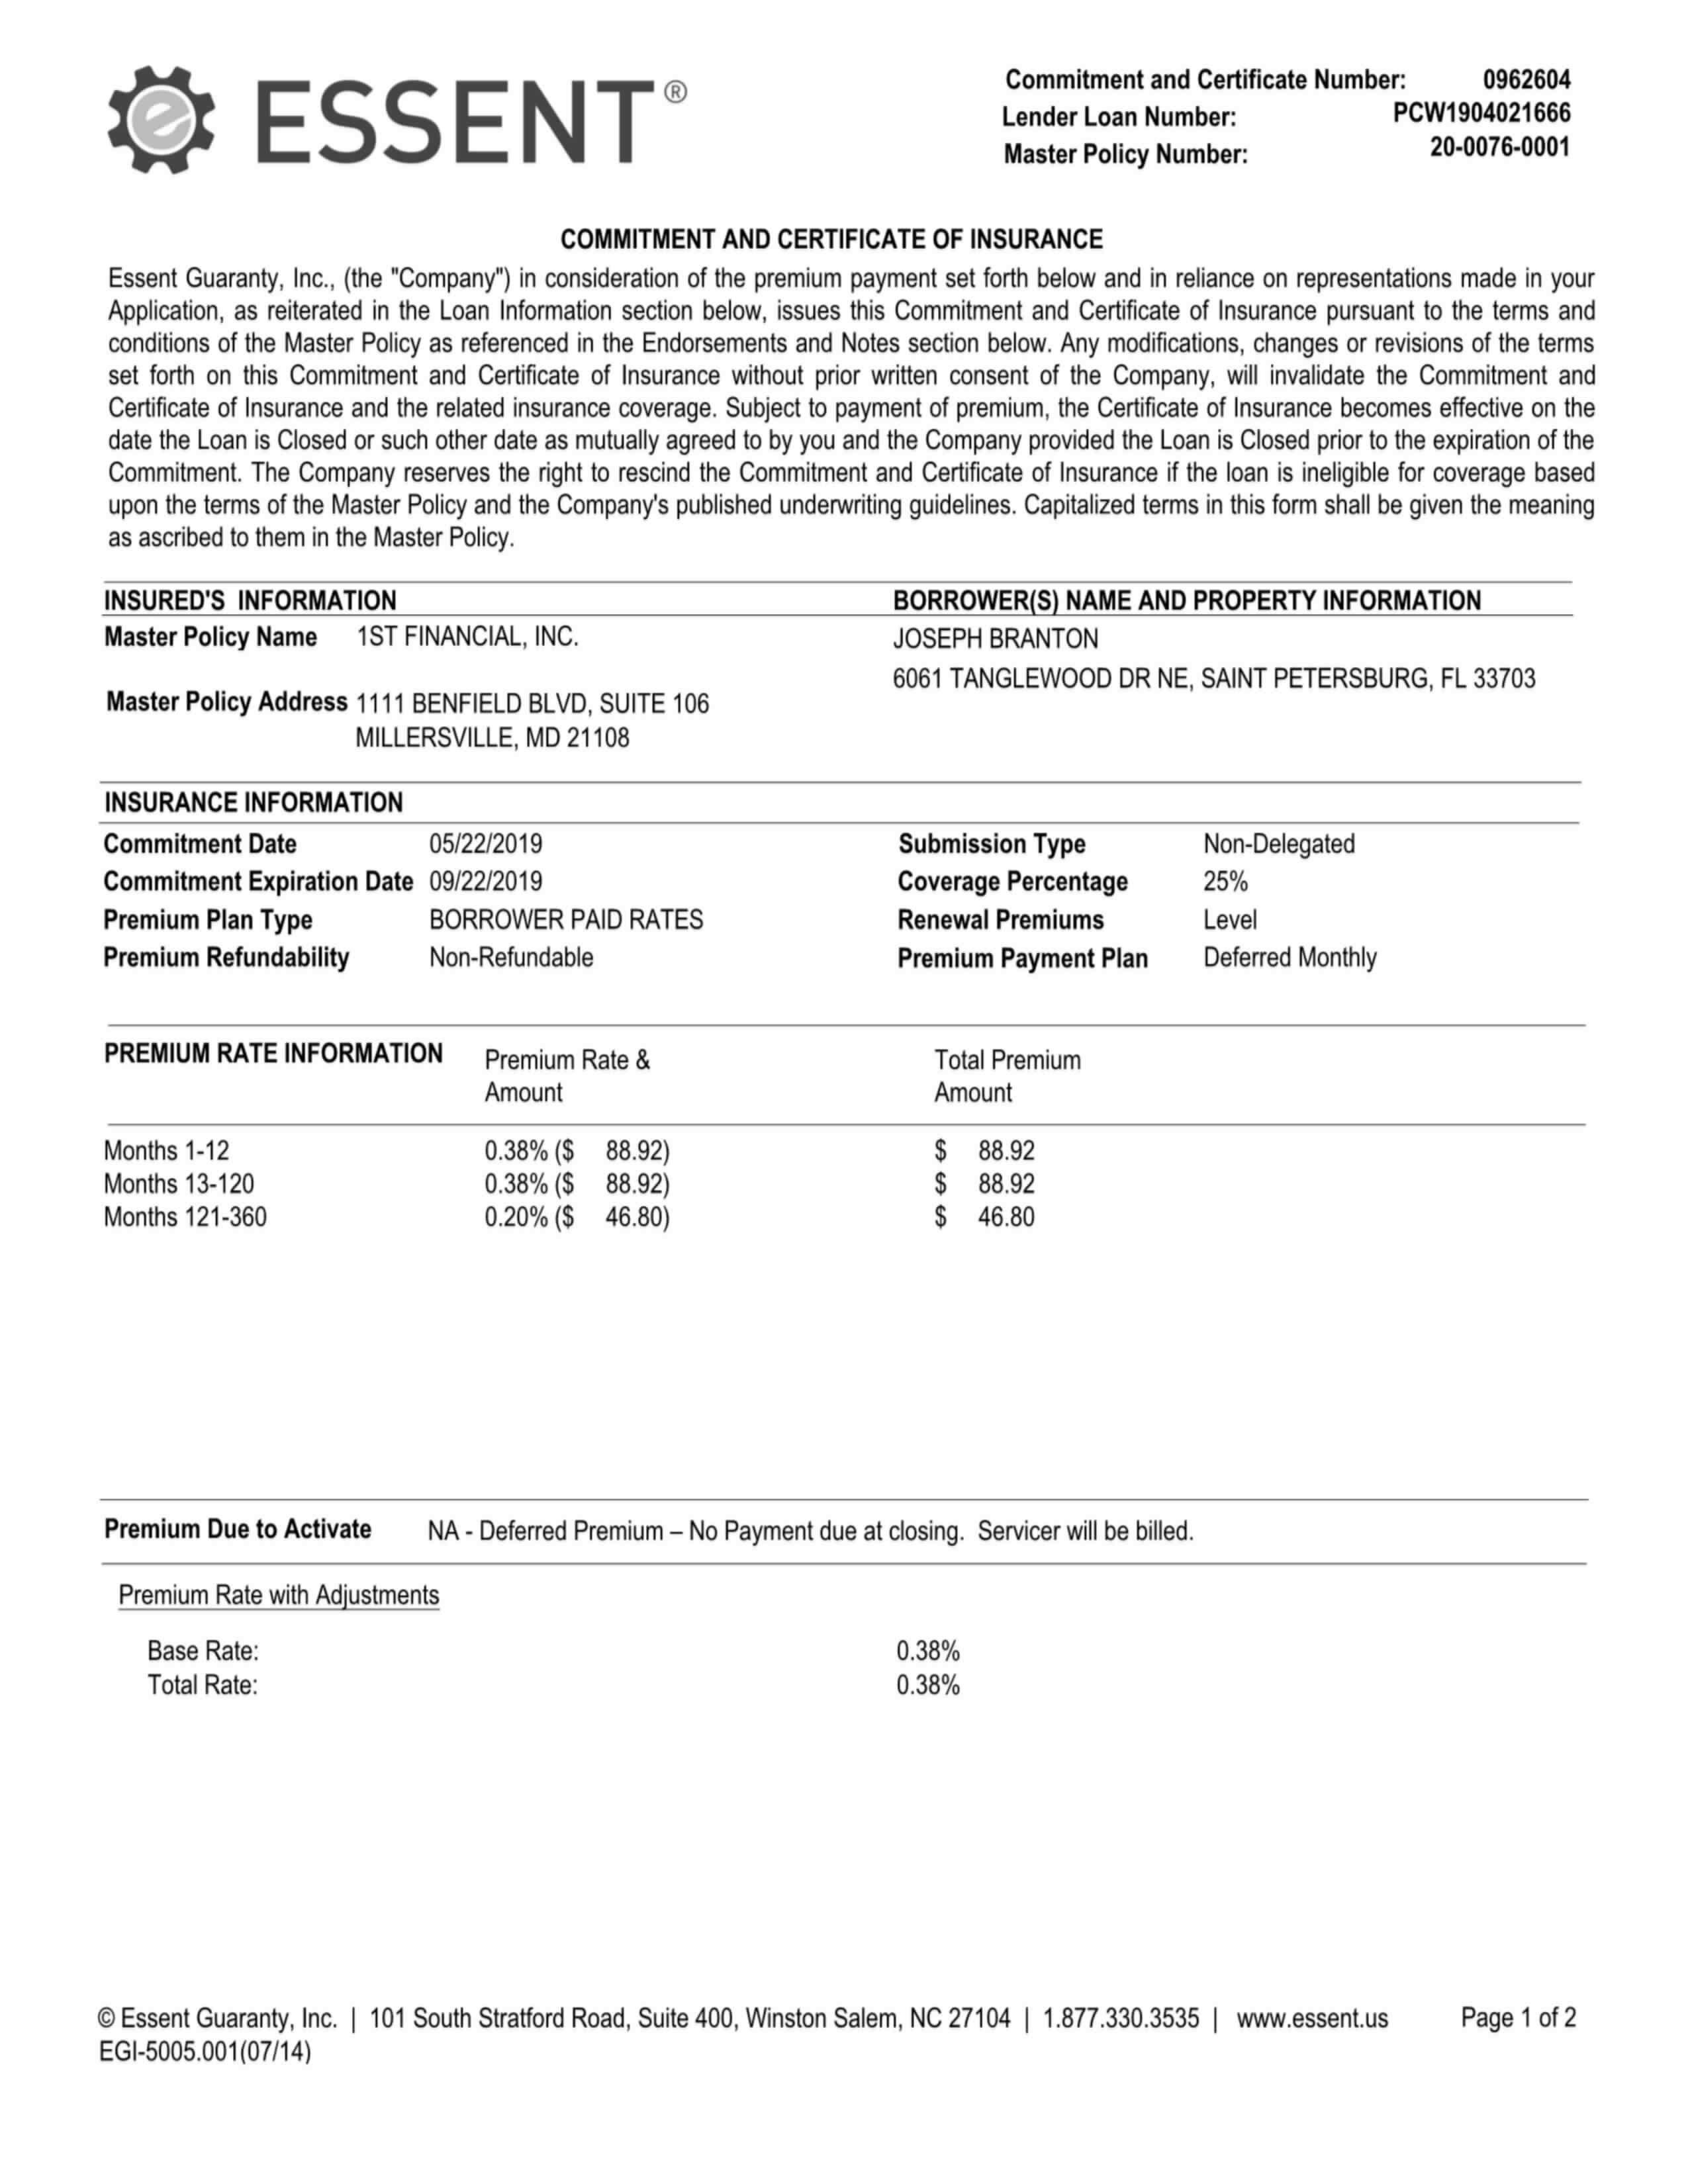 ESSENT®
Commitment and Certificate Number: 0962604
Lender Loan Number: PCW1904021666
Master Policy Number: 20-0076-0001
COMMITMENT AND CERTIFICATE OF INSURANCE
Essent Guaranty, Inc., (the "Company") in consideration of the premium payment set forth below and in reliance on representations made in your
Application, as reiterated in the Loan Information section below, issues this Commitment and Certificate of Insurance pursuant to the terms and
conditions of the Master Policy as referenced in the Endorsements and Notes section below. Any modifications, changes or revisions of the terms
set forth on this Commitment and Certificate of Insurance without prior written consent of the Company, will invalidate the Commitment and
Certificate of Insurance and the related insurance coverage. Subject to payment of premium, the Certificate of Insurance becomes effective on the
date the Loan is Closed or such other date as mutually agreed to by you and the Company provided the Loan is Closed prior to the expiration of the
Commitment. The Company reserves the right to rescind the Commitment and Certificate of Insurance if the loan is ineligible for coverage based
upon the terms of the Master Policy and the Company's published underwriting guidelines. Capitalized terms in this form shall be given the meaning
as ascribed to them in the Master Policy.
INSURED'S INFORMATION
Master Policy Name 1ST FINANCIAL, INC.
Master Policy Address 1111 BENFIELD BLVD, SUITE 106
MILLERSVILLE, MD 21108
BORROWER(S) NAME AND PROPERTY INFORMATION
JOSEPH BRANTON
6061 TANGLEWOOD DR NE, SAINT PETERSBURG, FL 33703
INSURANCE INFORMATION
Commitment Date 05/22/2019 Submission Type Non-Delegated
Commitment Expiration Date 09/22/2019 Coverage Percentage 25%
Premium Plan Type BORROWER PAID RATES Renewal Premiums Level
Premium Refundability Non-Refundable Premium Payment Plan Deferred Monthly
PREMIUM RATE INFORMATION Premium Rate & Total Premium
Amount Amount
Months 1-12 0.38% ($ 88.92) $ 88.92
Months 13-120 0.38% ($ 88.92) $ 88.92
Months 121-360 0.20% ($ 46.80) $ 46.80
Premium Due to Activate NA - Deferred Premium – No Payment due at closing. Servicer will be billed.
Premium Rate with Adjustments
Base Rate: 0.38%
Total Rate: 0.38%
© Essent Guaranty, Inc. | 101 South Stratford Road, Suite 400, Winston Salem, NC 27104 | 1.877.330.3535 | www.essent.us Page 1 of 2
EGI-5005.001(07/14)